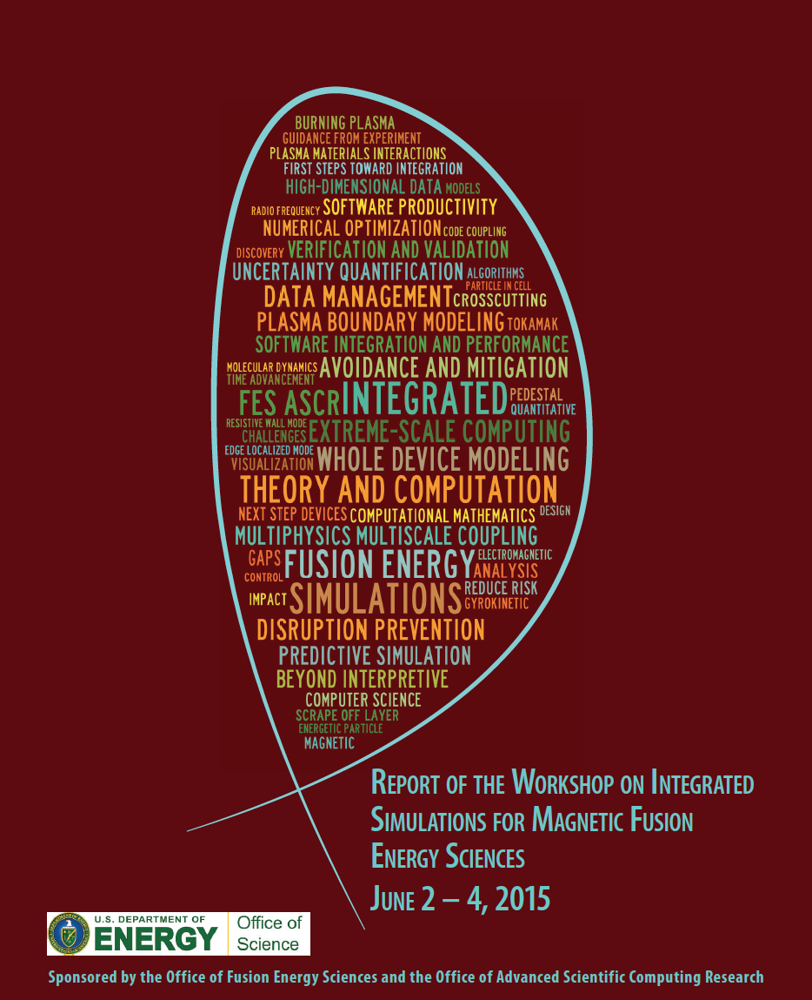 BURNING PLASMA
GUIDANCE FROM EXPERIMENT
PLASMA MATERIALS INTERACTIONS
FIRST STEPS TOWARD INTEGRATION
HIGH-DIMENSIONAL DATA MODELS
RADIO FREQUENCY SOFTWARE PRODUCTIVITY
NUMERICAL OPTIMIZATION CODE COUPLING
DISCOVERY VERIFICATION AND VALIDATION
UNCERTAINTY QUANTIFICATION ALGORITHMS
PARTICLE IN CELL
DATA MANAGEMENT CROSSCUTTING
PLASMA BOUNDARY MODELING TOKAMAK
SOFTWARE INTEGRATION AND PERFORMANCE
MOLECULAR DYNAMICS AVOIDANCE AND MITIGATION
TIME ADVANCEMENT
FES ASCR INTEGRATED PEDESTAL
QUANTITATIVE
RESISTIVE WALL MODE
CHALLENGES EXTREME-SCALE COMPUTING
EDGE LOCALIZED MODE
VISUALIZATION WHOLE DEVICE MODELING
THEORY AND COMPUTATION
NEXT STEP DEVICES COMPUTATIONAL MATHEMATICS DESIGN
MULTIPHYSICS MULTISCALE COUPLING
GAPS FUSION ENERGY ELECTROMAGNETIC
CONTROL ANALYSIS
IMPACT SIMULATIONS REDUCE RISK
GYROKINETIC
DISRUPTION PREVENTION
PREDICTIVE SIMULATION
BEYOND INTERPRETIVE
COMPUTER SCIENCE
SCRAPE OFF LAYER
ENERGETIC PARTICLE
MAGNETIC
REPORT OF THE WORKSHOP ON INTEGRATED
SIMULATIONS FOR MAGNETIC FUSION
ENERGY SCIENCES
JUNE 2 – 4, 2015
U.S. DEPARTMENT OF
ENERGY
Office of
Science
Sponsored by the Office of Fusion Energy Sciences and the Office of Advanced Scientific Computing Research